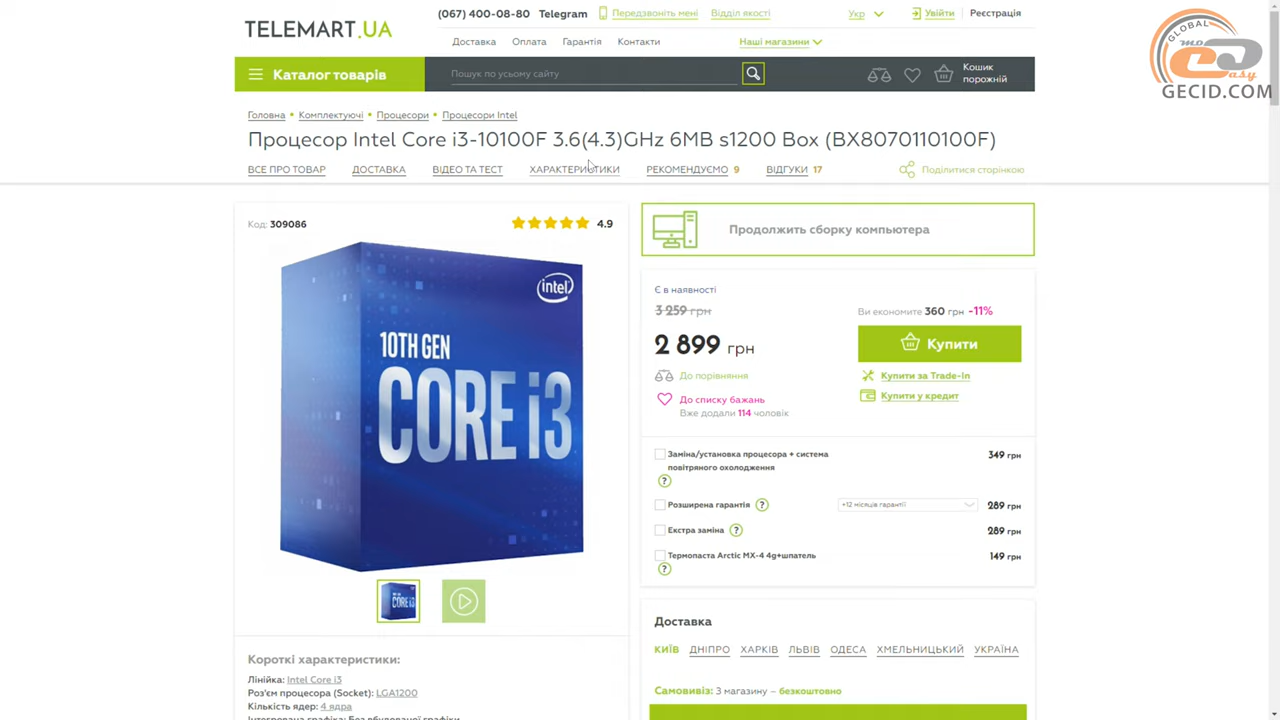 TELEMART.UA
(067) 400-08-80 Telegram Передзвоніть мені Відділ якості Укр Увійти Реєстрація
Доставка Оплата Гарантія Контакти Наші магазини
GLOBAL
easy
GECID.COM
Каталог товарів
Пошук по усьому сайту
Кошик
порожній
Головна • Комплектуючі • Процесори • Процесори Intel
Процесор Intel Core i3-10100F 3.6(4.3)GHz 6MB s1200 Box (BX8070110100F)
ВСЕ ПРО ТОВАР ДОСТАВКА ВІДЕО ТА ТЕСТ ХАРАКТЕРИСТИКИ РЕКОМЕНДУЄМО 9 ВІДГУКИ 17 Поділитися сторінкою
Код: 309086 4.9
intel
10TH GEN
CORE i3
CORE i3
Короткі характеристики:
Лінійка: Intel Core i3
Роз'єм процесора (Socket): LGA1200
Кількість ядер: 4 ядра
Інтегрована графіка: Без вбудованої графіки
Продолжить сборку компьютера
Є в наявності
3 259 грн Ви економите 360 грн -11%
2 899 грн Купити
До порівняння Купити за Trade-In
До списку бажань Купити у кредит
Вже додали 114 чоловік
Заміна/установка процесора + система 349 грн
повітряного охолодження
?
Розширена гарантія ? +12 місяців гарантії 289 грн
Екстра заміна ? 289 грн
Термопаста Arctic MX-4 4g+шпатель 149 грн
?
Доставка
КИЇВ ДНІПРО ХАРКІВ ЛЬВІВ ОДЕСА ХМЕЛЬНИЦЬКИЙ УКРАЇНА
Самовивіз: 3 магазину – безкоштовно